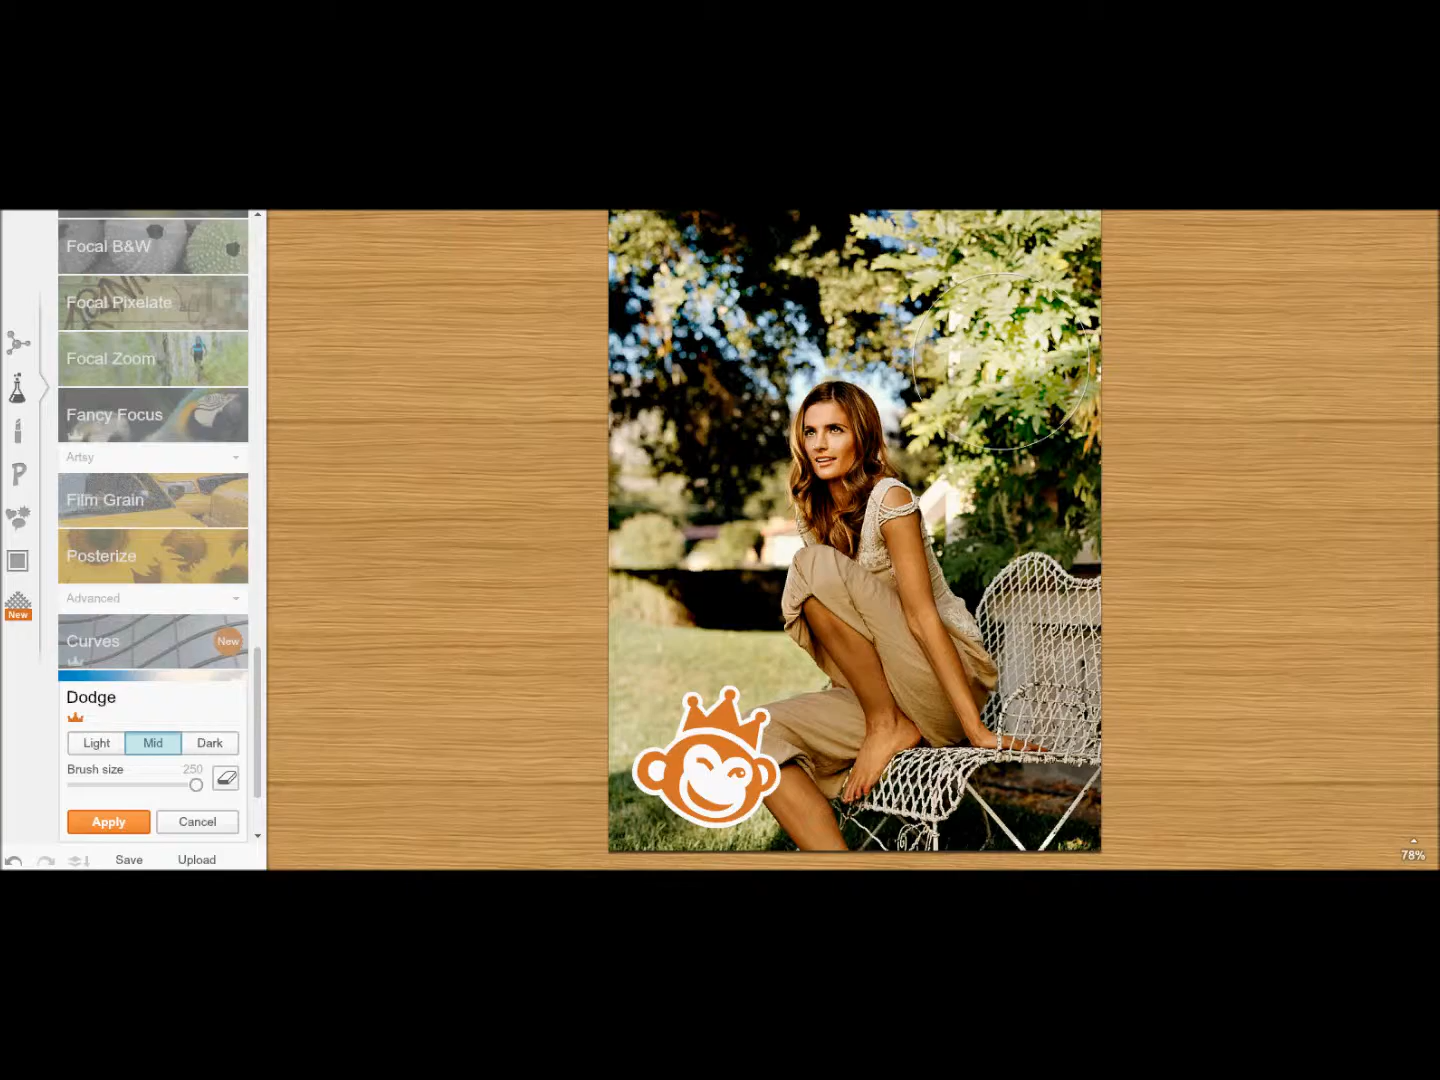 Focal B&W
Focal Pixelate
Focal Zoom
Fancy Focus
Artsy
Film Grain
Posterize
Advanced
Curves
New
New
Dodge
Light
Mid
Dark
Brush size
250
Apply
Cancel
Save
Upload
78%